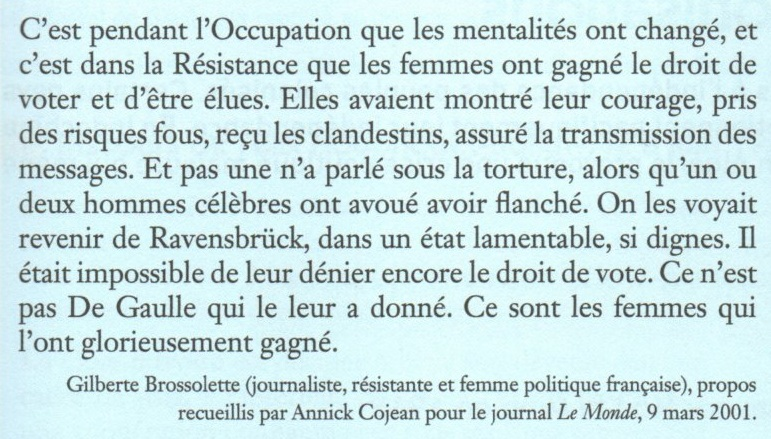 C’est pendant l’Occupation que les mentalités ont changé, et
c’est dans la Résistance que les femmes ont gagné le droit de
voter et d’être élues. Elles avaient montré leur courage, pris
des risques fous, reçu les clandestins, assuré la transmission des
messages. Et pas une n’a parlé sous la torture, alors qu’un ou
deux hommes célèbres ont avoué avoir flanché. On les voyait
revenir de Ravensbrück, dans un état lamentable, si dignes. Il
était impossible de leur dénier encore le droit de vote. Ce n’est
pas De Gaulle qui le leur a donné. Ce sont les femmes qui
l’ont glorieusement gagné.
Gilberte Brossolette (journaliste, résistante et femme politique française), propos
recueillis par Annick Cojean pour le journal Le Monde, 9 mars 2001.